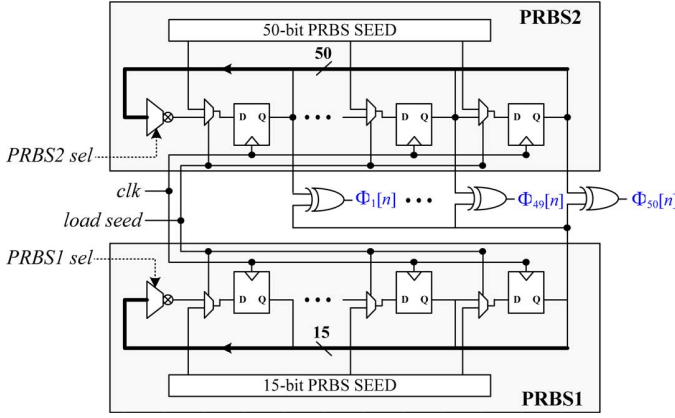 PRBS2
50-bit PRBS SEED
50
D Q
D Q
D Q
PRBS2 sel
clk
Φ1[n]
Φ49[n]
Φ50[n]
load seed
PRBS1 sel
D Q
D Q
D Q
15
15-bit PRBS SEED
PRBS1